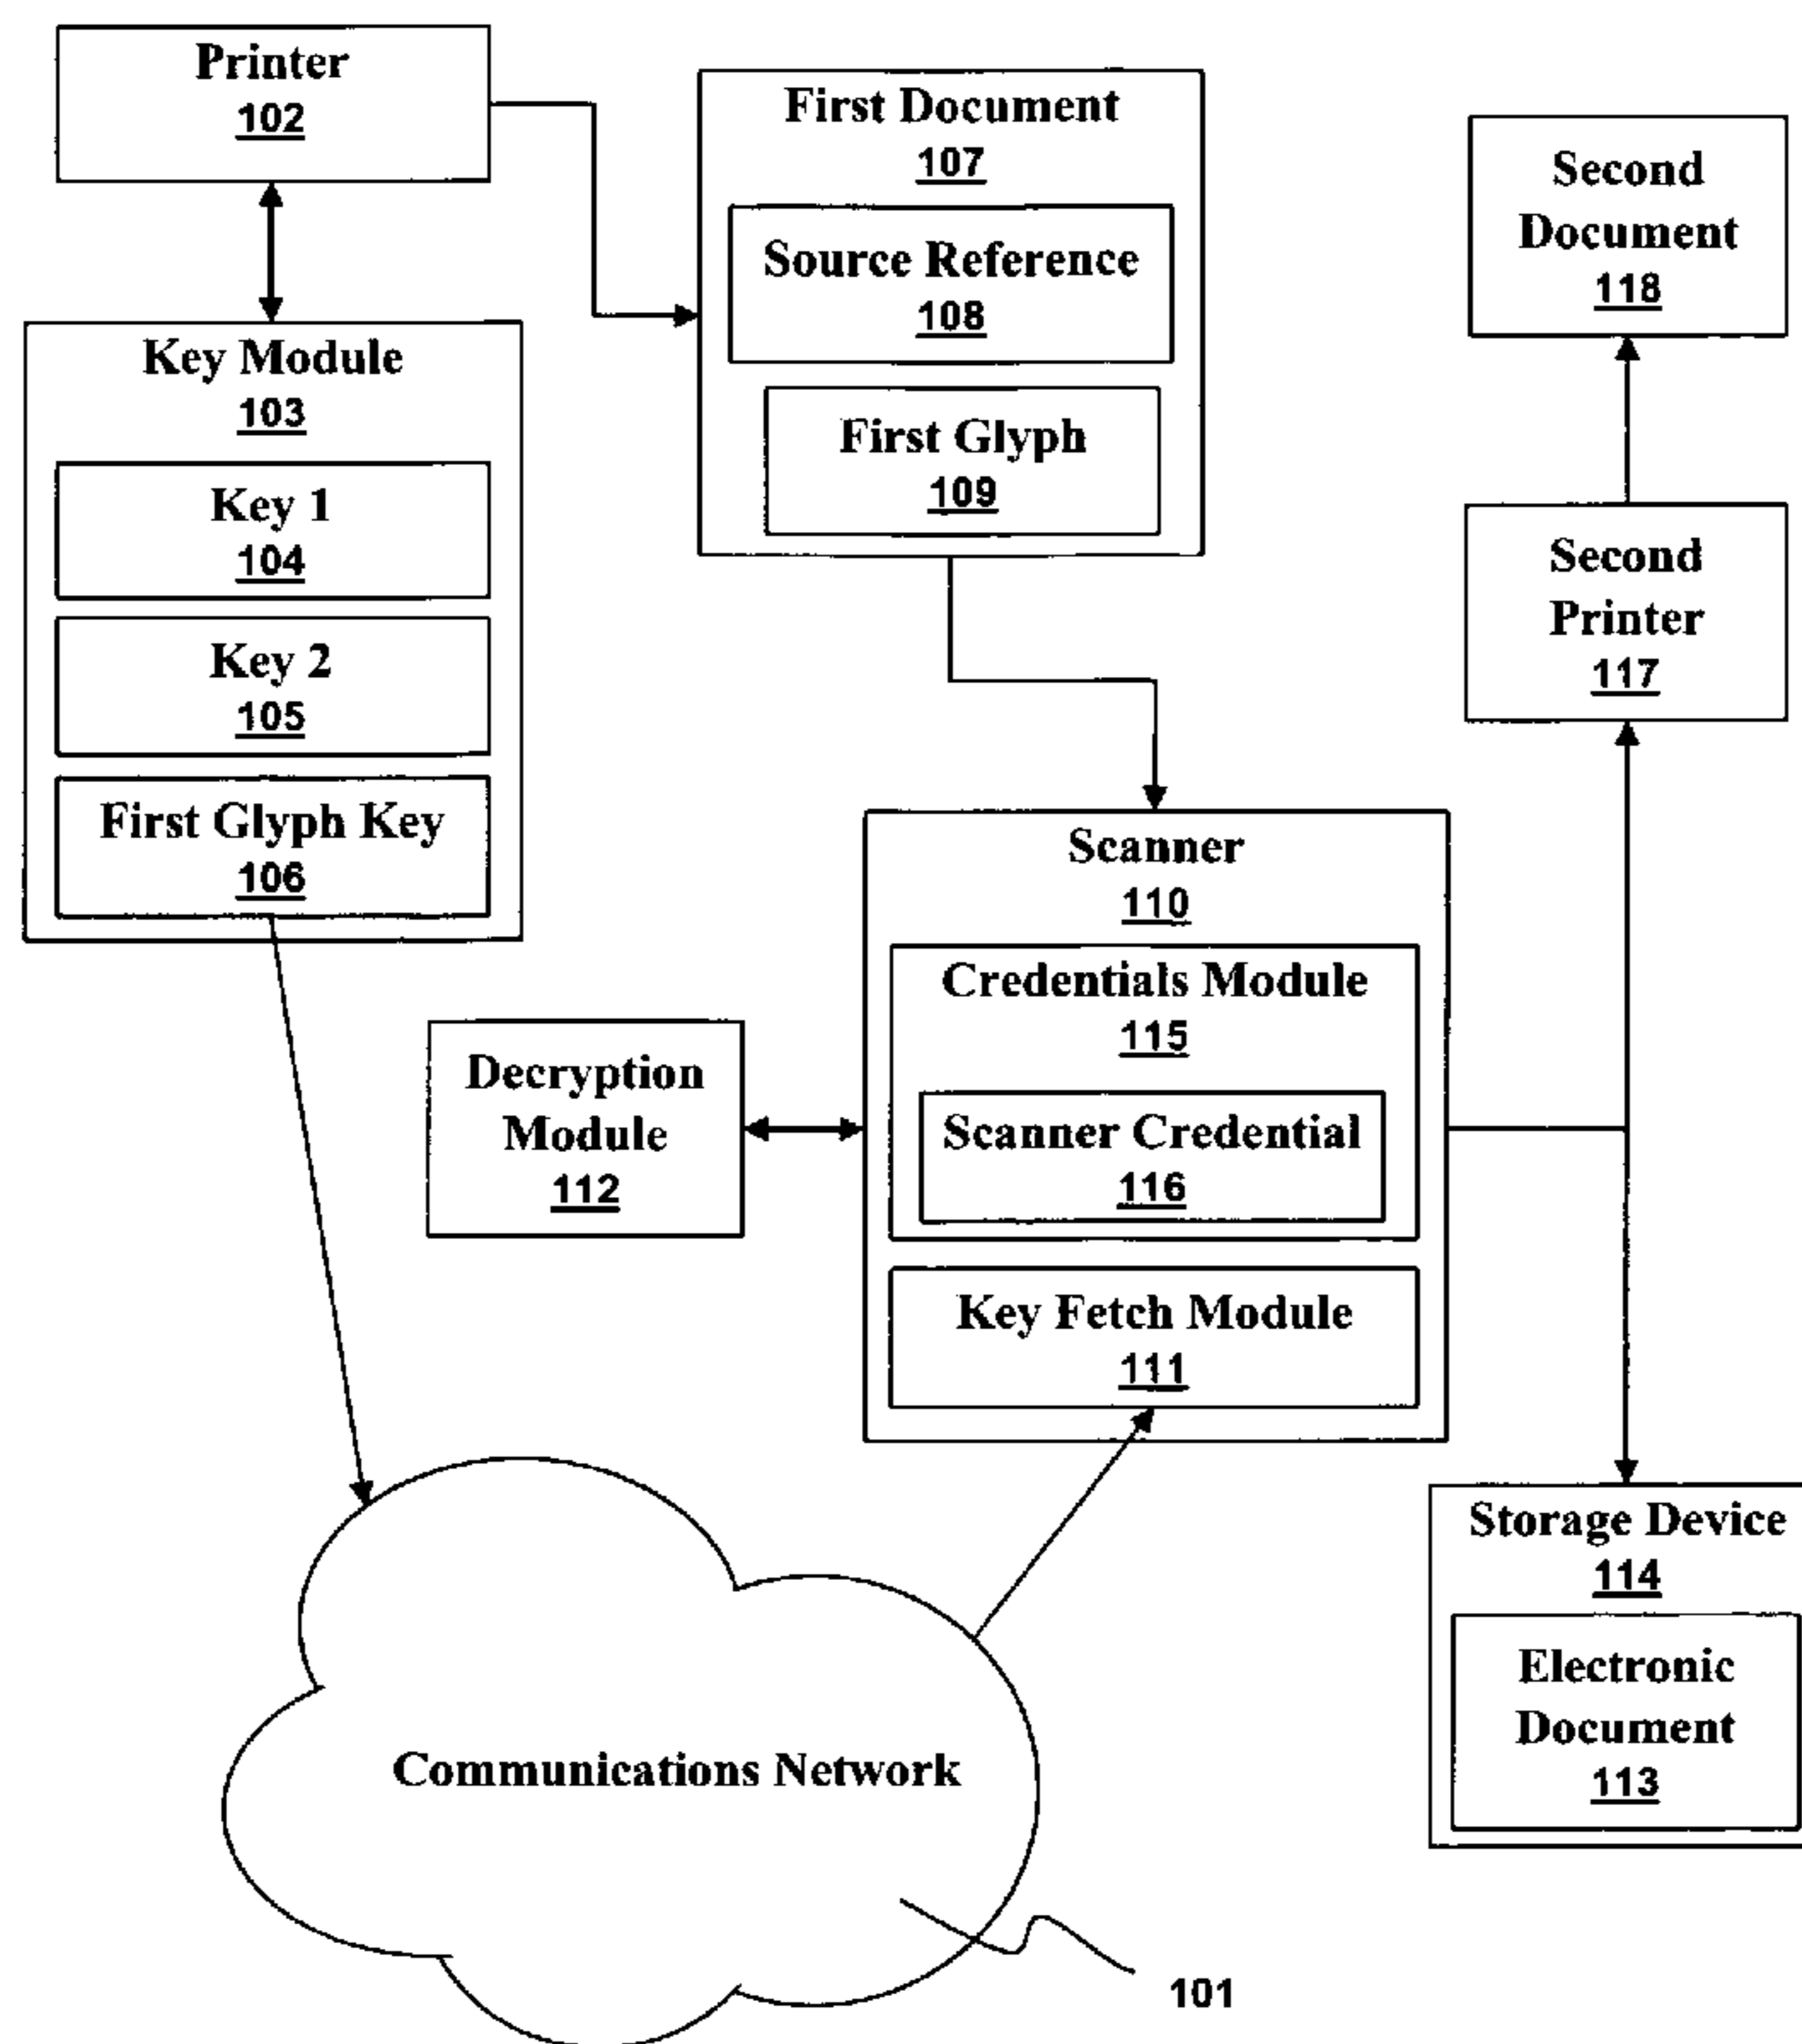 Printer
102
Key Module
103
Key 1
104
Key 2
105
First Glyph Key
106
First Document
107
Source Reference
108
First Glyph
109
Second
Document
118
Second
Printer
117
Scanner
110
Credentials Module
115
Scanner Credential
116
Key Fetch Module
111
Decryption
Module
112
Storage Device
114
Electronic
Document
113
Communications Network
101